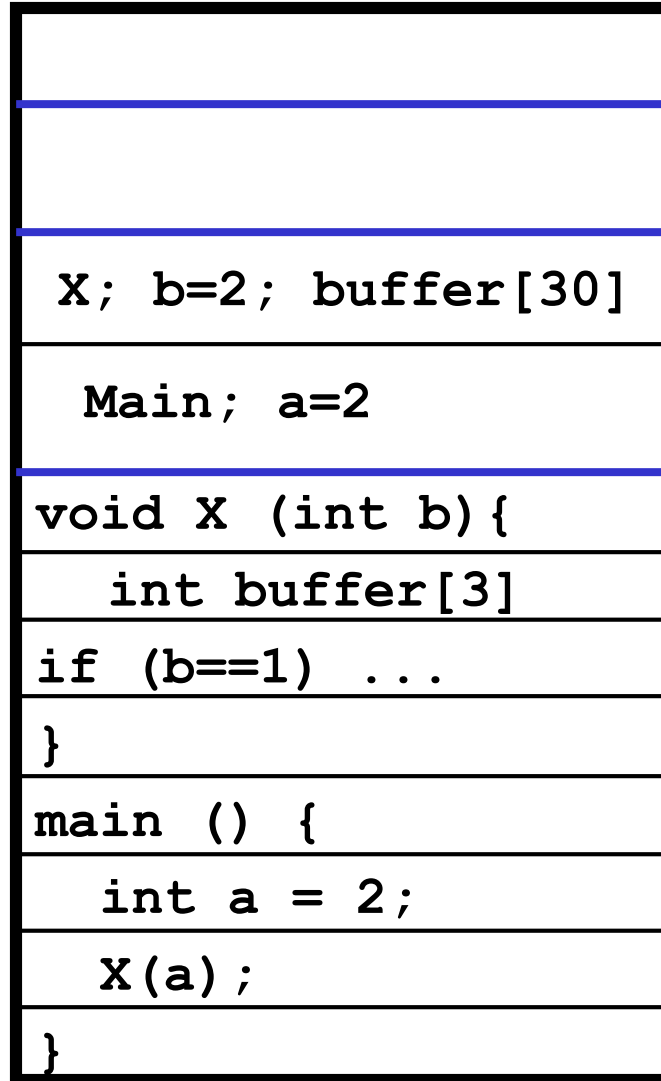 X; b=2; buffer[30]
Main; a=2
void X (int b){
int buffer[3]
if (b==1) ...
}
main () {
int a = 2;
X(a);
}